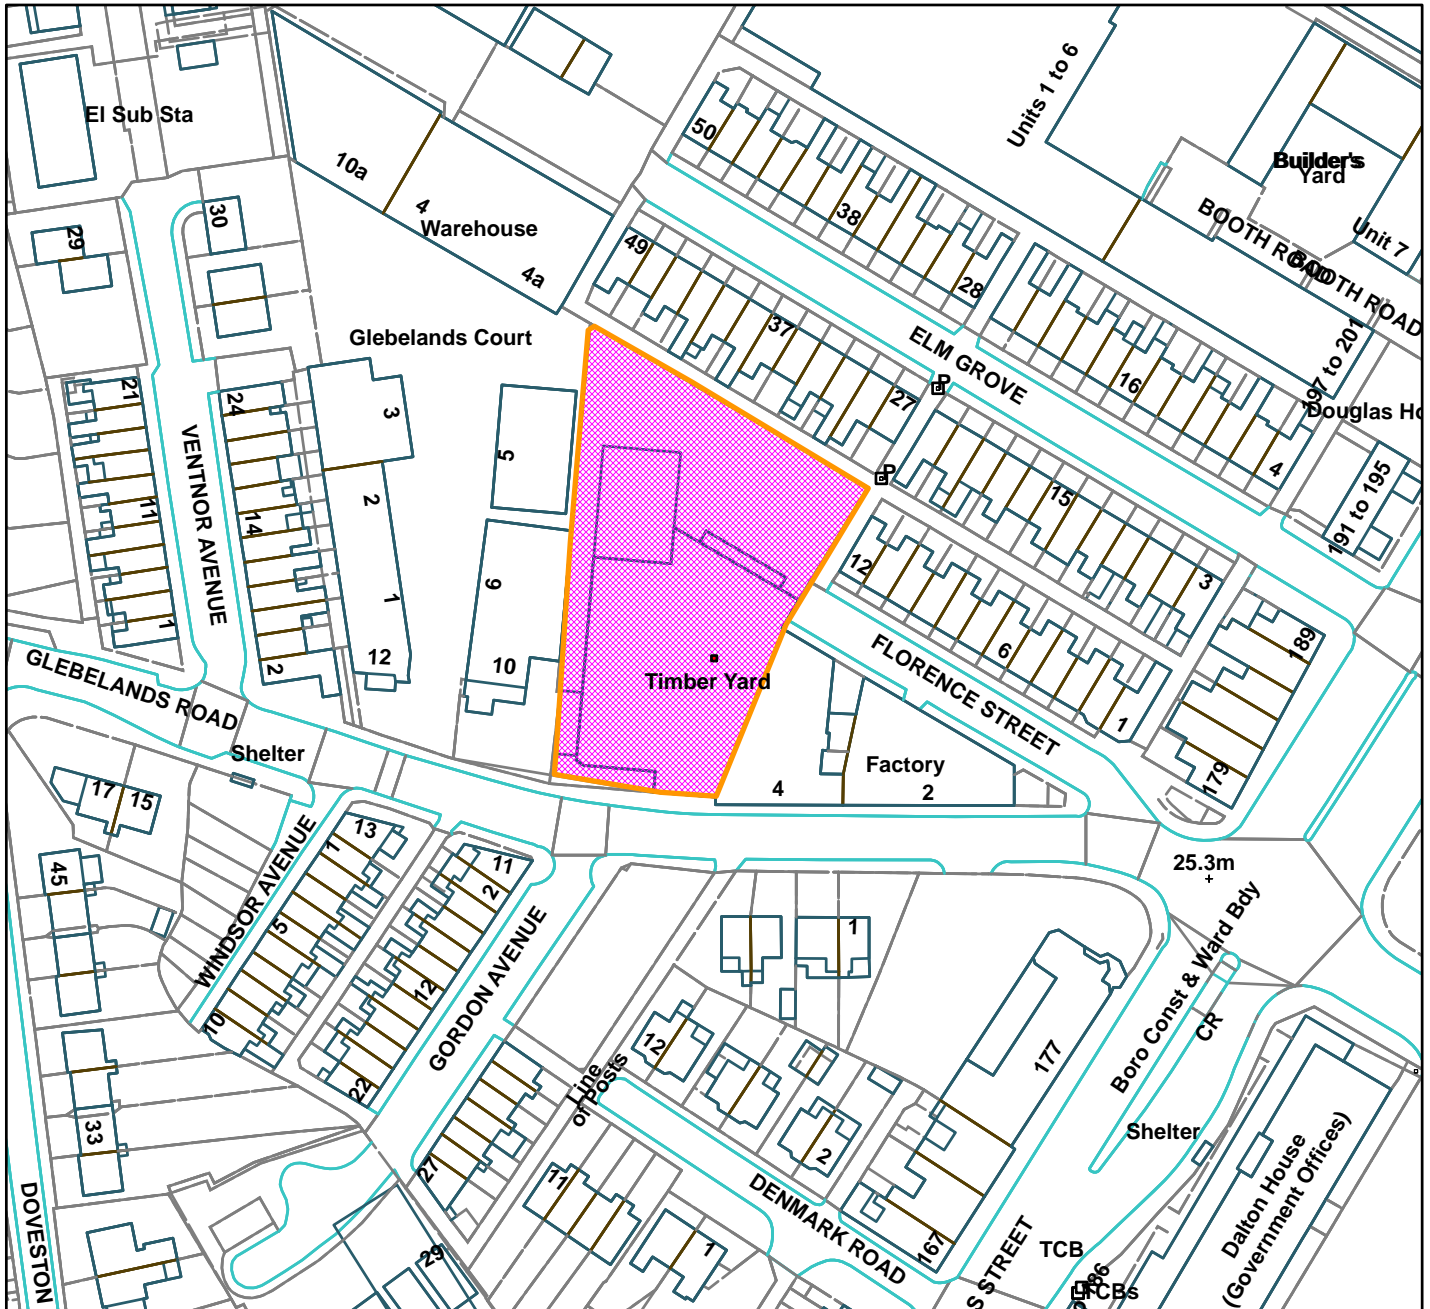 El Sub Sta
Units 1 to 6
Builder's
Yard
50
10a
4
Warehouse
4a
30
29
38
BOOTH ROAD
BOOTH ROAD
Unit 7
49
28
37
ELM GROVE
Glebelands Court
16
197 to 201
P
27
Douglas Ho
21
24
3
VENTNOR AVENUE
5
4
P
15
191 to 195
11
14
2
12
3
9
1
1
6
189
2
12
10
Timber Yard
FLORENCE STREET
1
GLEBELANDS ROAD
Shelter
Factory
4
2
179
17
15
13
1
11
2
25.3m
45
WINDSOR AVENUE
5
12
GORDON AVENUE
1
Boro Const & Ward Bdy
CR
10
22
12
177
Line
of Posts
33
2
Shelter
27
11
DENMARK ROAD
Dalton House
(Government Offices)
DOVESTON
29
1
167
S STREET
TCB
TCBs